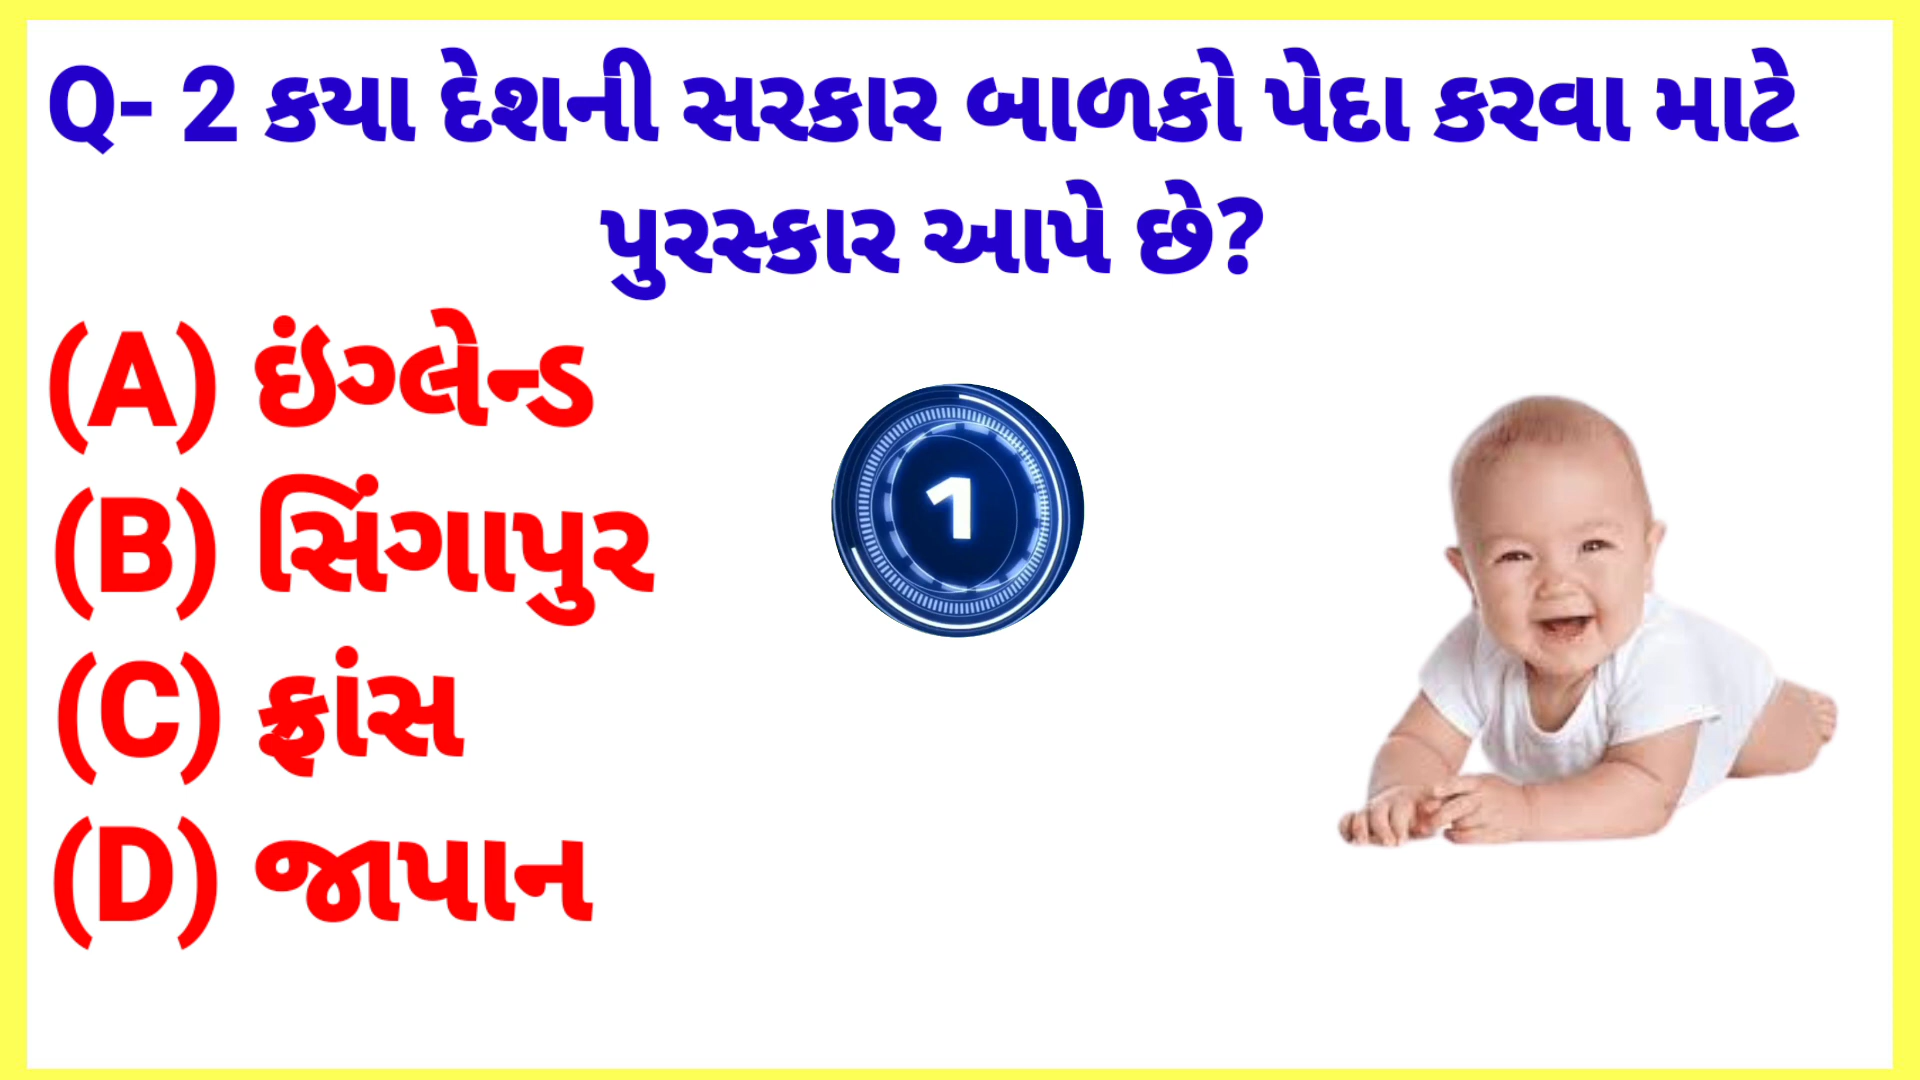 Q- 2 કયા દેશની સરકાર બાળકો પેદા કરવા માટે
પુરસ્કાર આપે છે?
(A) ઇંગ્લેન્ડ
(B) સિંગાપુર
(C) ફ્રાંસ
(D) જાપાન
1